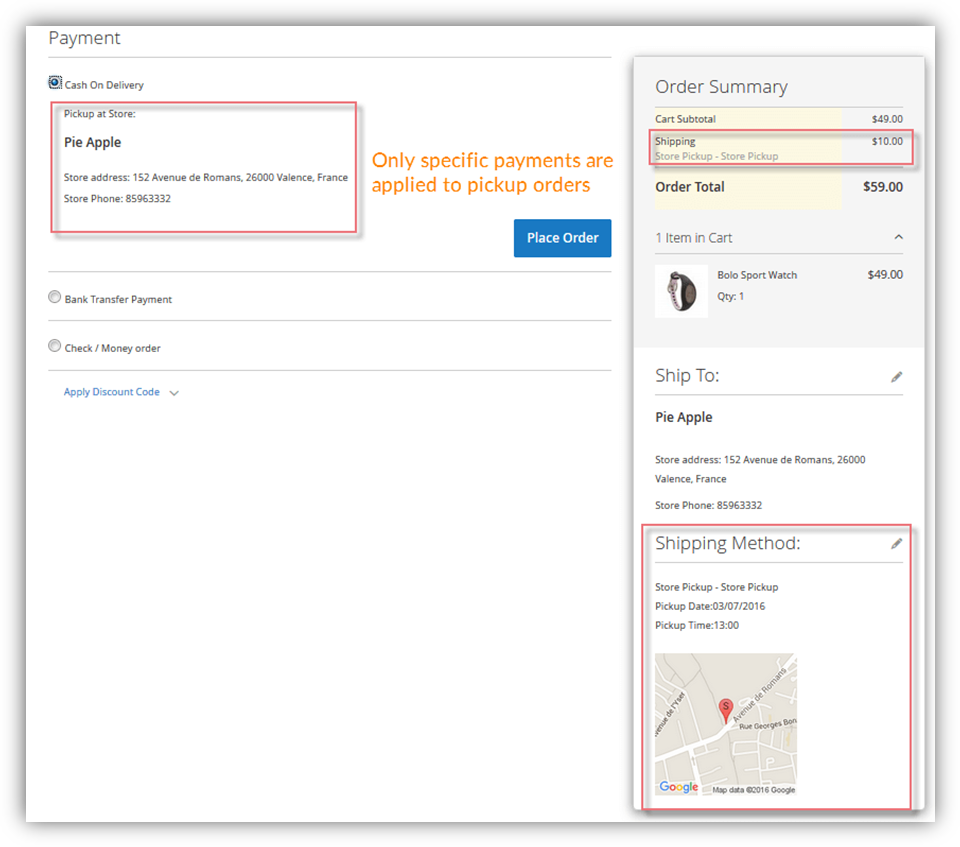 Payment
Cash On Delivery
Pickup at Store:
Pie Apple
Store address: 152 Avenue de Romans, 26000 Valence, France
Store Phone: 85963332
Only specific payments are
applied to pickup orders
Place Order
Bank Transfer Payment
Check / Money order
Apply Discount Code
Order Summary
Cart Subtotal $49.00
Shipping $10.00
Store Pickup - Store Pickup
Order Total $59.00
1 Item in Cart
Bolo Sport Watch $49.00
Qty: 1
Ship To:
Pie Apple
Store address: 152 Avenue de Romans, 26000
Valence, France
Store Phone: 85963332
Shipping Method:
Store Pickup - Store Pickup
Pickup Date:03/07/2016
Pickup Time:13:00
Avenue de Romans
Avenue de l'Yser
S
Rue Georges Bon
Google Map data ©2016 Google